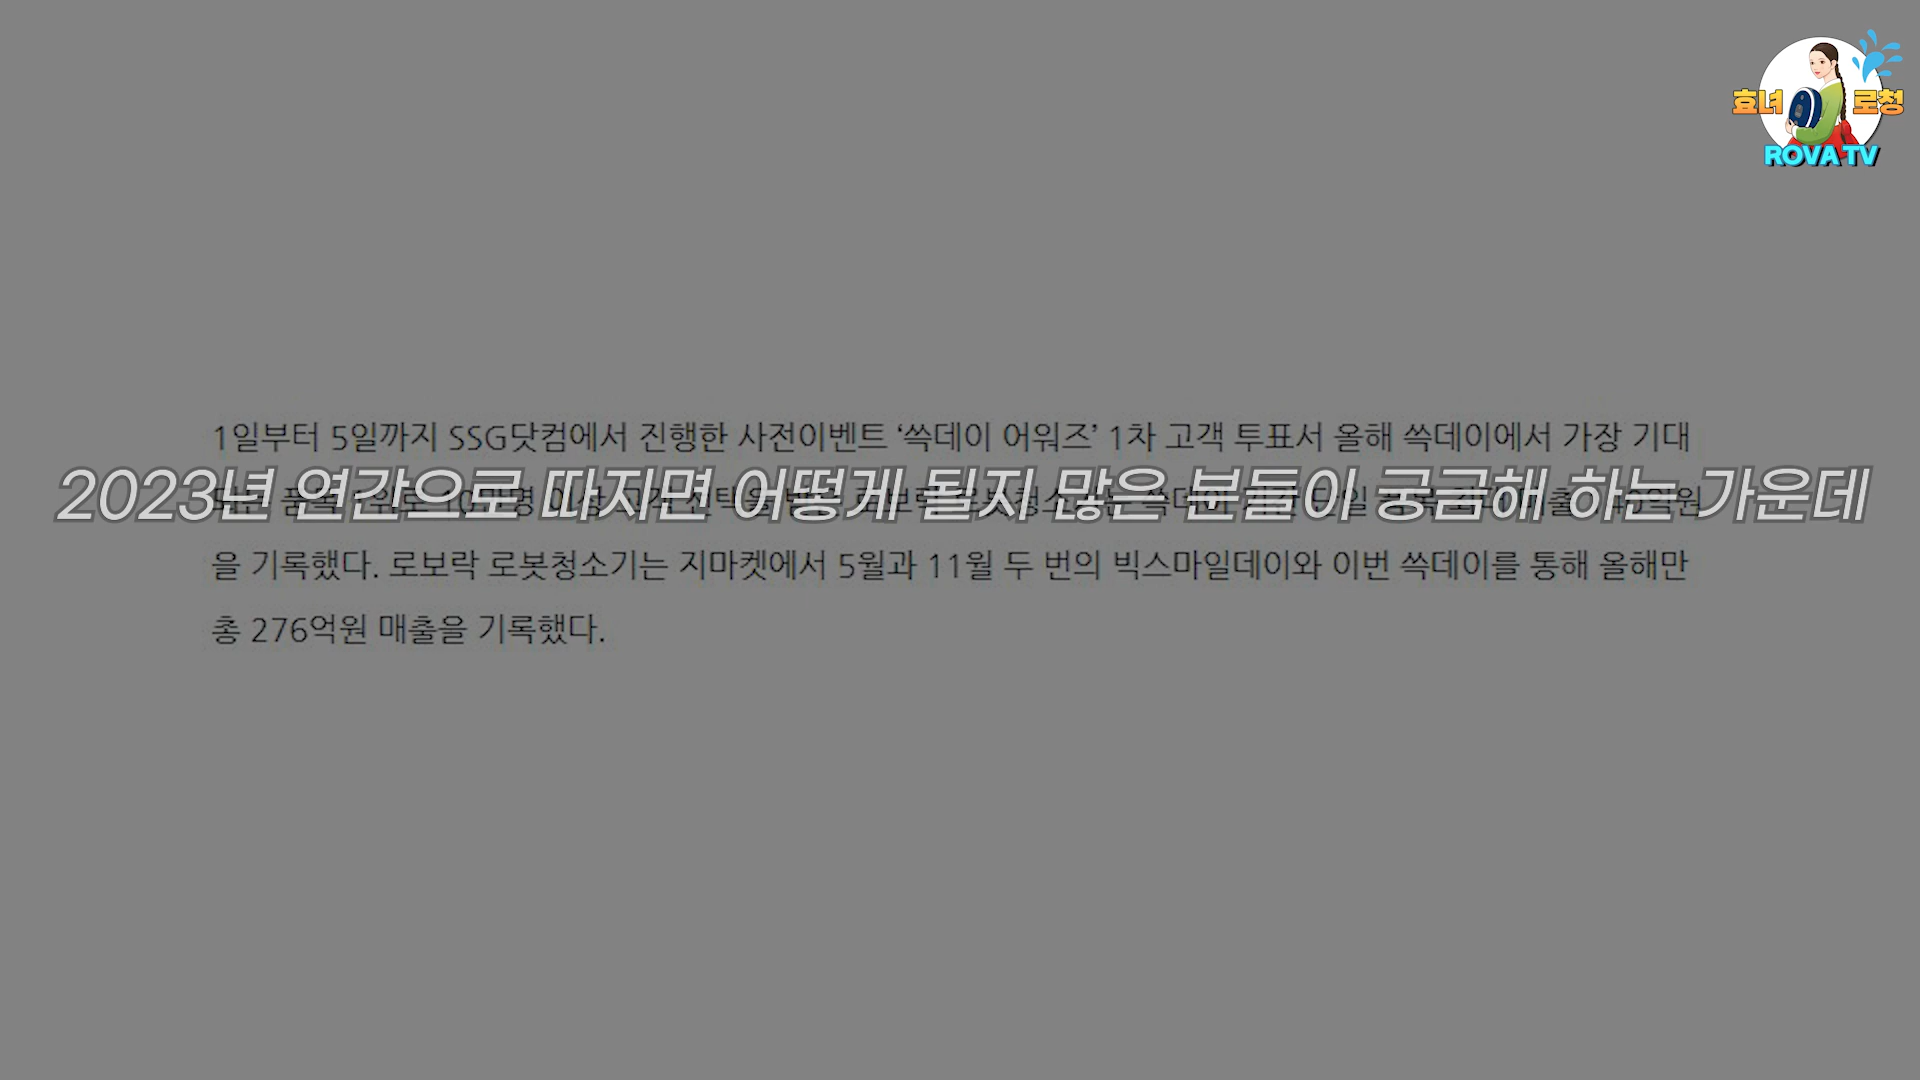 효녀 로청
ROVA TV
1일부터 5일까지 SSG닷컴에서 진행한 사전이벤트 ‘쓱데이 어워즈’ 1차 고객 투표서 올해 쓱데이에서 가장 기대
2023년 연간으로 따지면 어떻게 될지 많은 분들이 궁금해 하는 가운데
을 기록했다. 로보락 로봇청소기는 지마켓에서 5월과 11월 두 번의 빅스마일데이와 이번 쓱데이를 통해 올해만
총 276억원 매출을 기록했다.